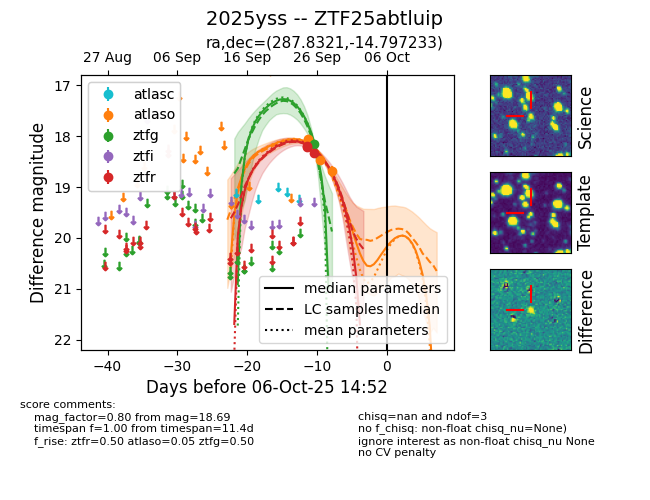 2025yss -- ZTF25abtluip
ra,dec=(287.8321,-14.797233)
27 Aug 06 Sep 16 Sep 26 Sep 06 Oct
17
18
19
20
21
22
Difference magnitude
atlasc
atlaso
ztfg
ztfi
ztfr
median parameters
LC samples median
mean parameters
−40 −30 −20 −10 0
Days before 06-Oct-25 14:52
Science
Template
Difference
score comments:
mag_factor=0.80 from mag=18.69
timespan f=1.00 from timespan=11.4d
f_rise: ztfr=0.50 atlaso=0.05 ztfg=0.50
chisq=nan and ndof=3
no f_chisq: non-float chisq_nu=None)
ignore interest as non-float chisq_nu None
no CV penalty